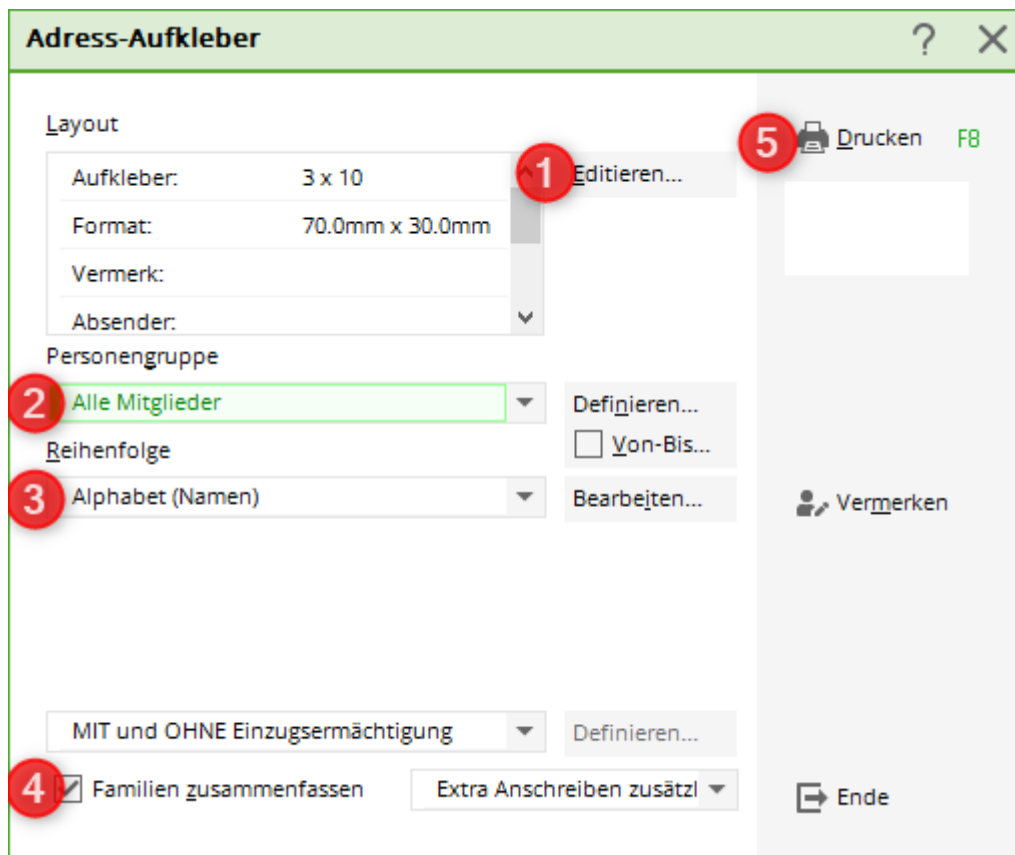 Adress-Aufkleber ?
Layout
5 Drucken F8
Aufkleber: 3 x 10 1 Editieren...
Format: 70.0mm x 30.0mm
Vermerk:
Absender:
Personengruppe
2 Alle Mitglieder Definieren...
Reihenfolge Von-Bis...
3 Alphabet (Namen) Bearbeiten... Vermerken
MIT und OHNE Einzugsermächtigung Definieren...
4 Familien zusammenfassen Extra Anschreiben zusätzl Ende